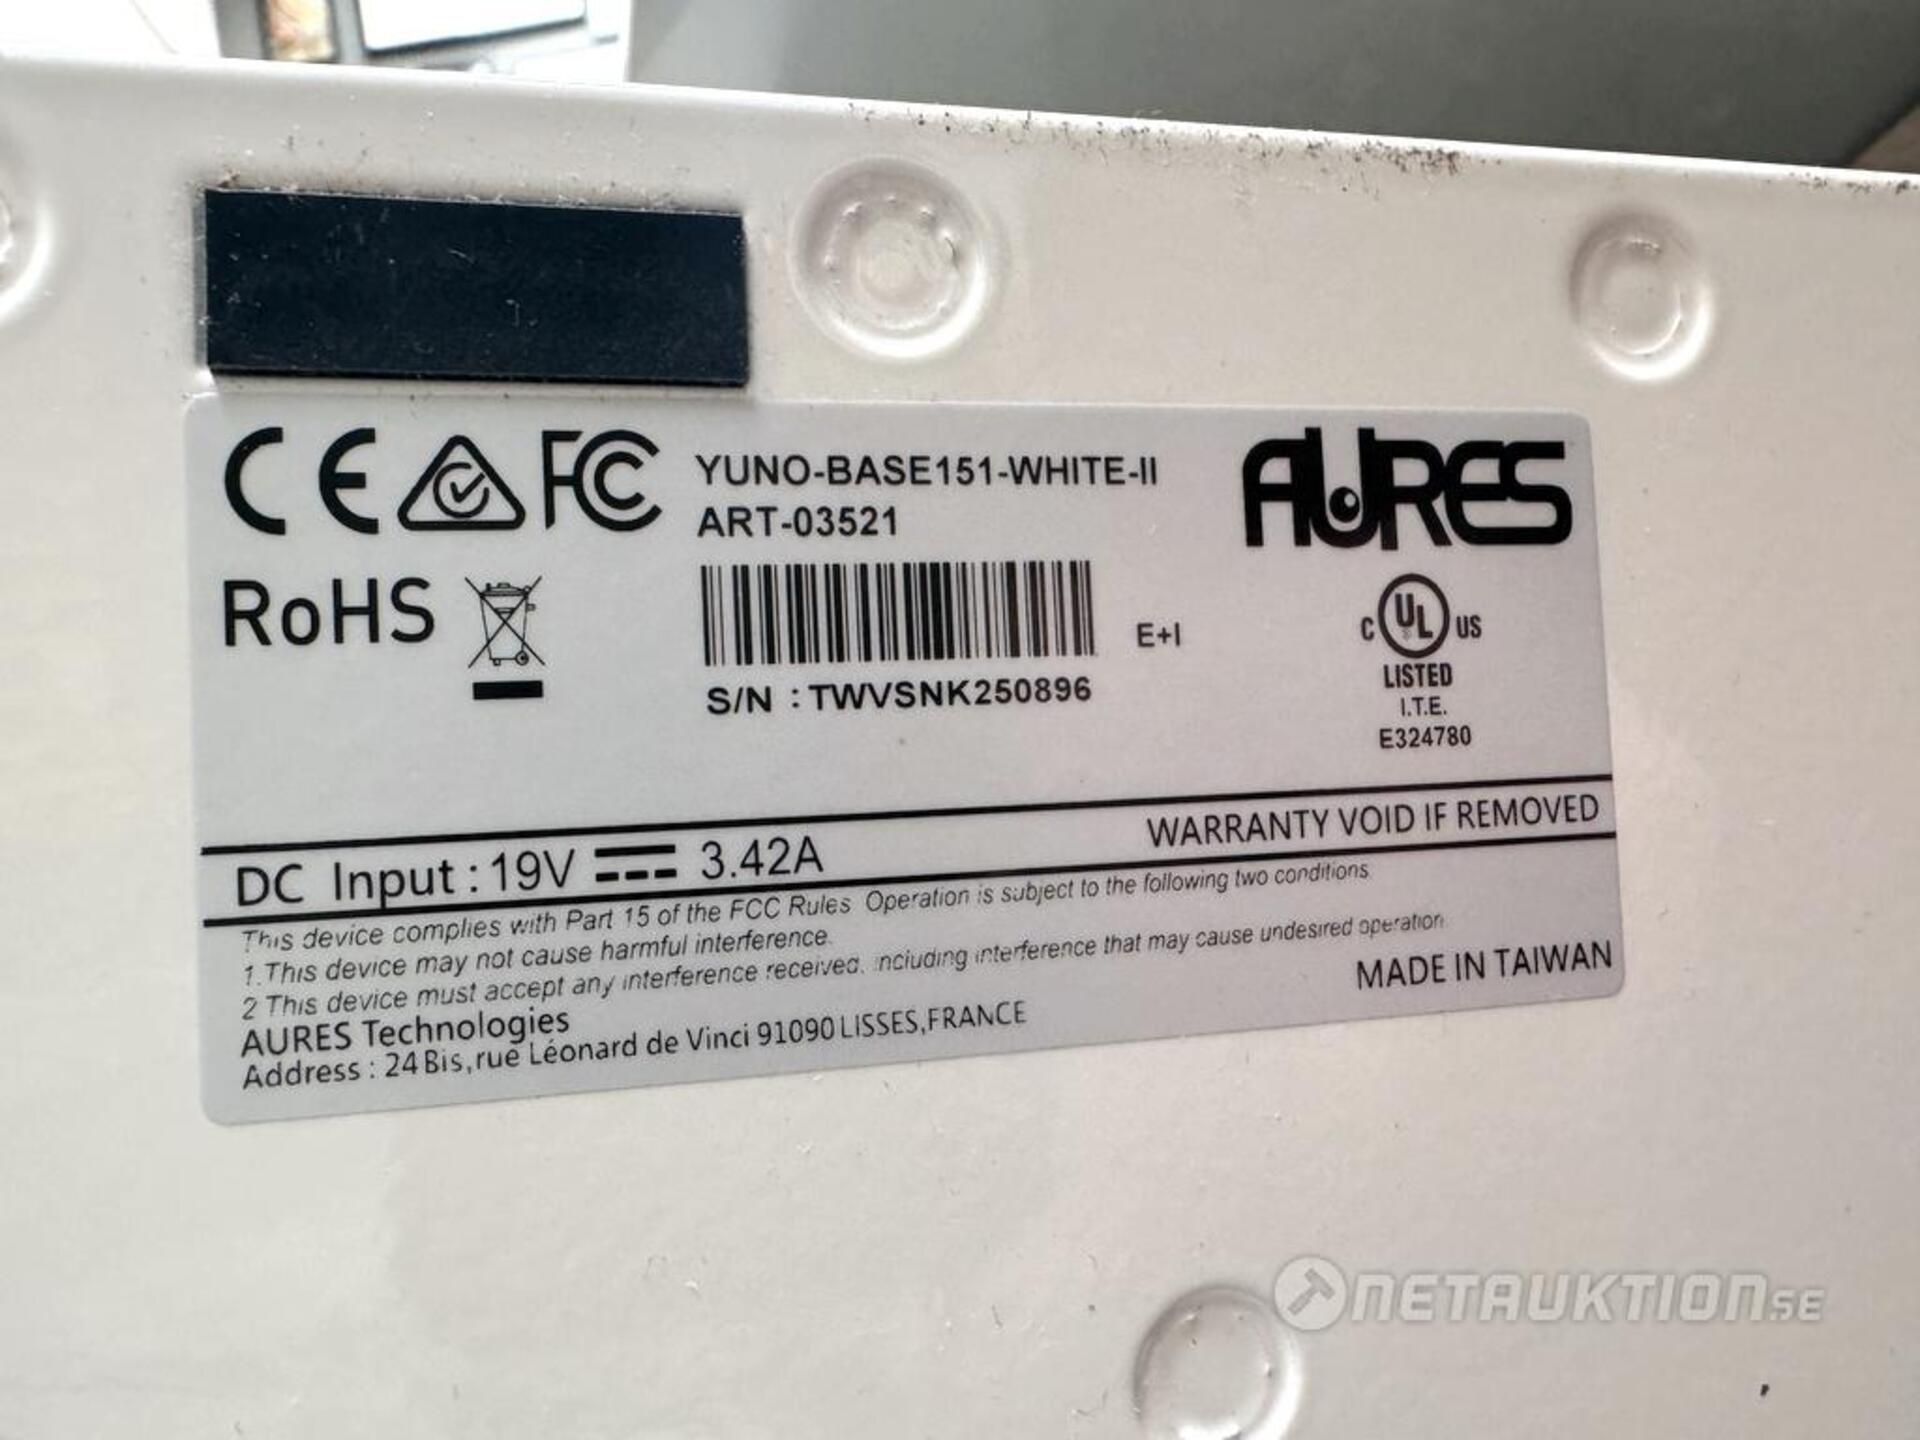 CE FC YUNO-BASE151-WHITE-II AURES
ART-03521
RoHS
E+I
C UL US
LISTED
I.T.E.
E324780
S/N : TWVSNK250896
DC Input : 19V 3.42A WARRANTY VOID IF REMOVED
This device complies with Part 15 of the FCC Rules Operation is subject to the following two conditions
1.This device may not cause harmful interference.
2 This device must accept any interference received, including interference that may cause undesired operation
MADE IN TAIWAN
AURES Technologies
Address : 24 Bis,rue Léonard de Vinci 91090 LISSES,FRANCE
NETAUKTION.SE